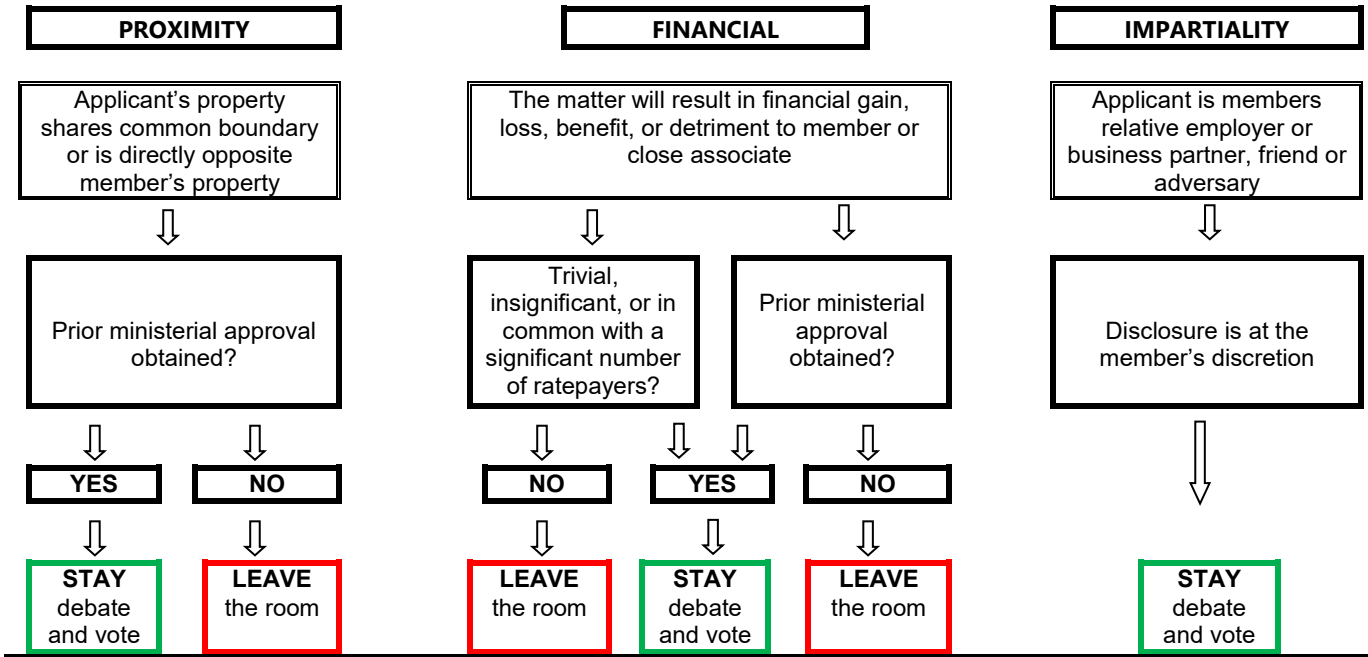 PROXIMITY
FINANCIAL
IMPARTIALITY
Applicant's property
shares common boundary
or is directly opposite
member's property
The matter will result in financial gain,
loss, benefit, or detriment to member or
close associate
Applicant is members
relative employer or
business partner, friend or
adversary
Prior ministerial approval
obtained?
Trivial,
insignificant, or in
common with a
significant number
of ratepayers?
Prior ministerial
approval
obtained?
Disclosure is at the
member's discretion
YES
NO
NO
YES
NO
STAY
debate
and vote
LEAVE
the room
LEAVE
the room
STAY
debate
and vote
LEAVE
the room
STAY
debate
and vote